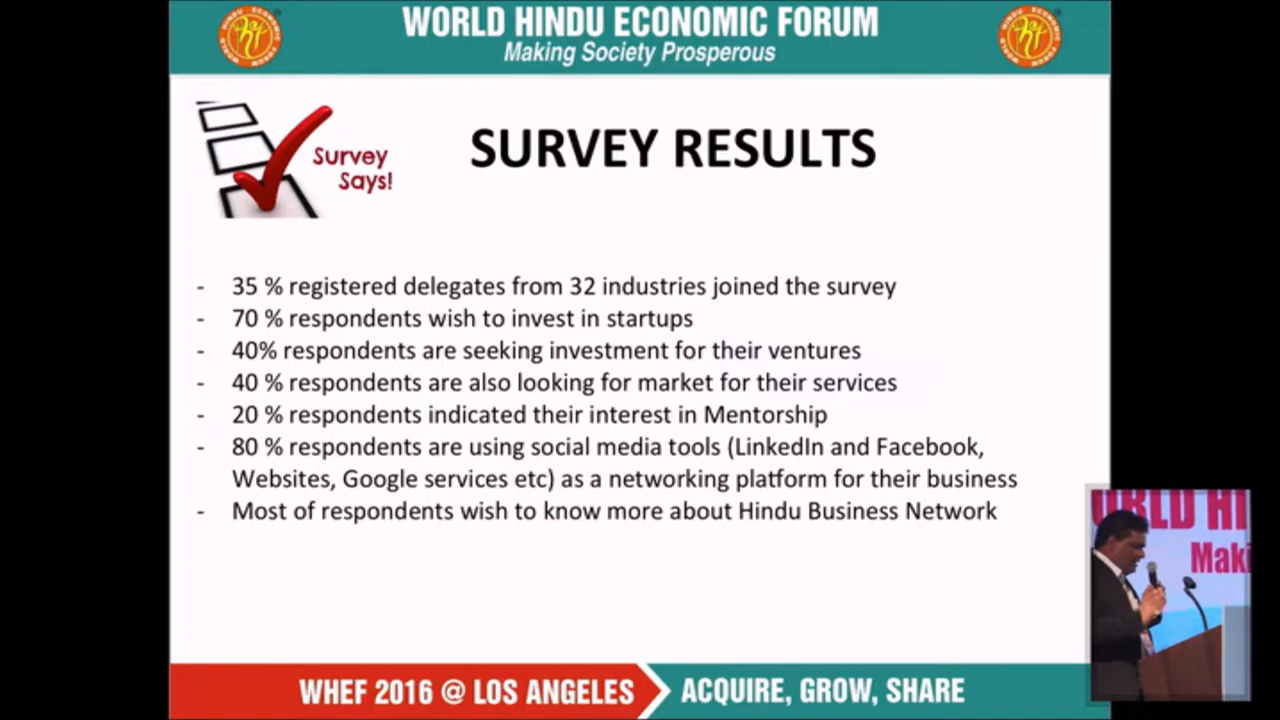 WORLD HINDU ECONOMIC FORUM
Making Society Prosperous
Survey
Says!
SURVEY RESULTS
- 35 % registered delegates from 32 industries joined the survey
- 70 % respondents wish to invest in startups
- 40% respondents are seeking investment for their ventures
- 40 % respondents are also looking for market for their services
- 20 % respondents indicated their interest in Mentorship
- 80 % respondents are using social media tools (LinkedIn and Facebook,
Websites, Google services etc) as a networking platform for their business
- Most of respondents wish to know more about Hindu Business Network
ORLD HI
Maki
WHEF 2016 @ LOS ANGELES
ACQUIRE, GROW, SHARE